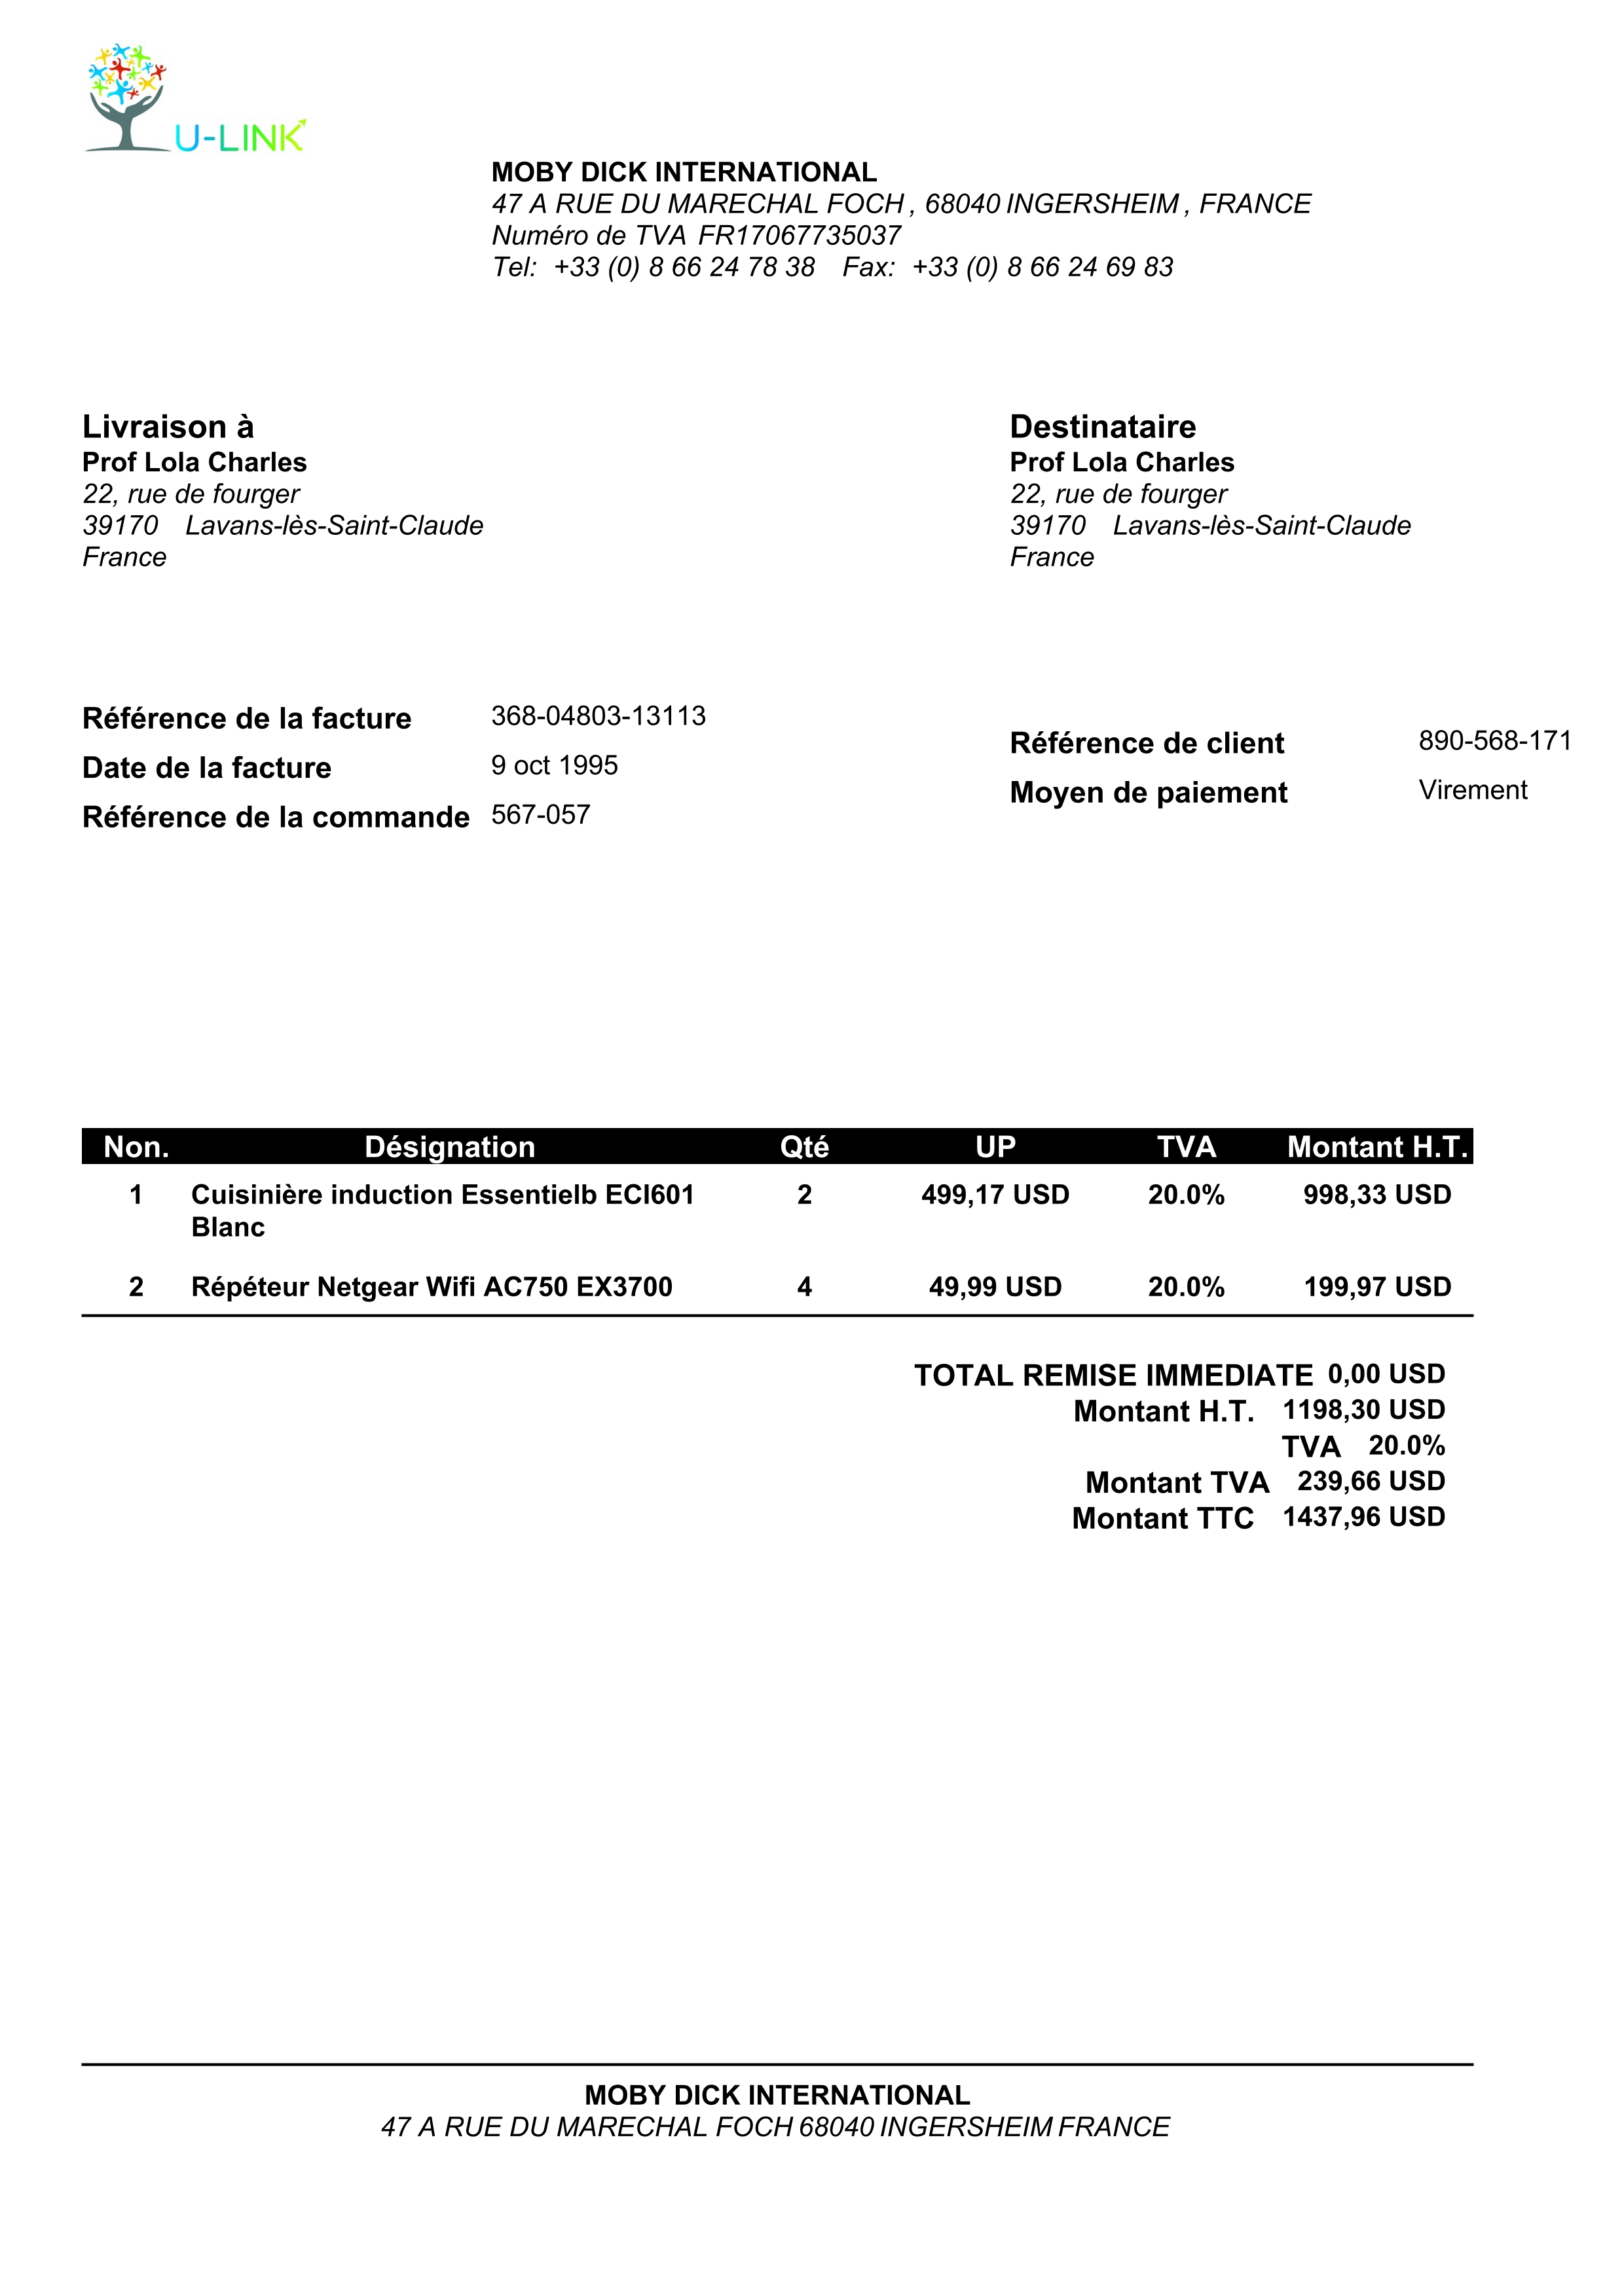 U-LINK
MOBY DICK INTERNATIONAL
47 A RUE DU MARECHAL FOCH , 68040 INGERSHEIM , FRANCE
Numéro de TVA FR17067735037
Tel: +33 (0) 8 66 24 78 38 Fax: +33 (0) 8 66 24 69 83
Livraison à
Prof Lola Charles
22, rue de fourger
39170 Lavans-lès-Saint-Claude
France
Destinataire
Prof Lola Charles
22, rue de fourger
39170 Lavans-lès-Saint-Claude
France
Référence de la facture 368-04803-13113
Date de la facture 9 oct 1995
Référence de la commande 567-057
Référence de client 890-568-171
Moyen de paiement Virement
Non. Désignation Qté UP TVA Montant H.T.
1 Cuisinière induction Essentielb ECI601 2 499,17 USD 20.0% 998,33 USD
Blanc
2 Répéteur Netgear Wifi AC750 EX3700 4 49,99 USD 20.0% 199,97 USD
TOTAL REMISE IMMEDIATE 0,00 USD
Montant H.T. 1198,30 USD
TVA 20.0%
Montant TVA 239,66 USD
Montant TTC 1437,96 USD
MOBY DICK INTERNATIONAL
47 A RUE DU MARECHAL FOCH 68040 INGERSHEIM FRANCE